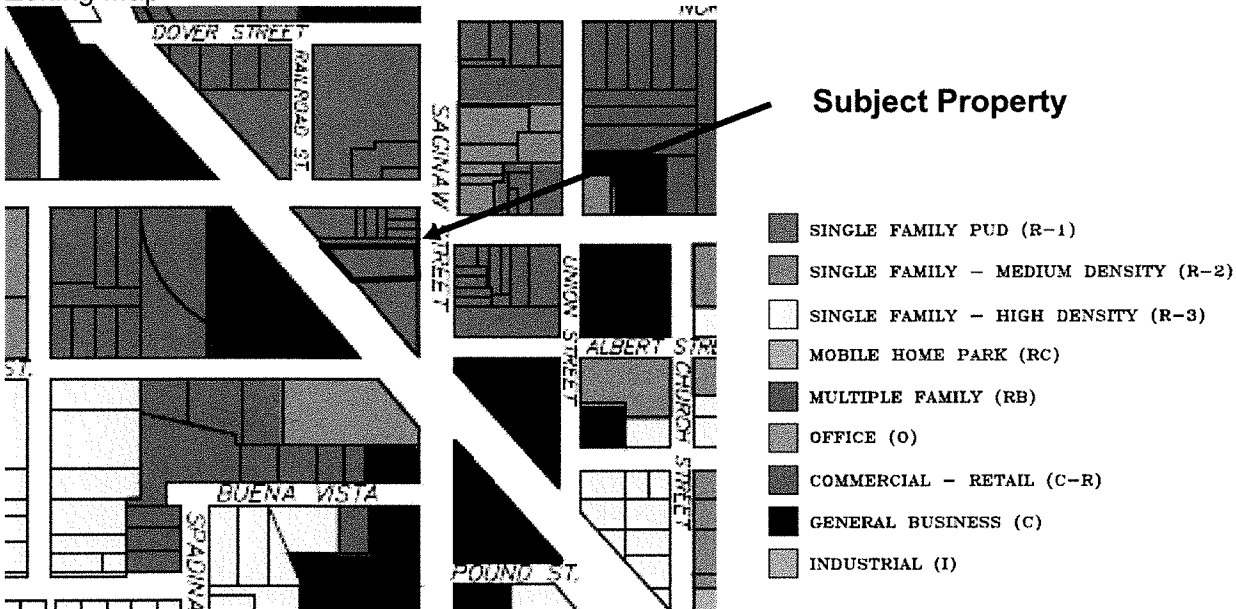 DOVER STREET
RAILROAD ST.
SAGINAW STREET
Subject Property
UNION STREET
ALBERT STRE
CHURCH STREET
ST.
BUENA VISTA
SPADINA
POUND ST.
SINGLE FAMILY PUD (R-1)
SINGLE FAMILY - MEDIUM DENSITY (R-2)
SINGLE FAMILY - HIGH DENSITY (R-3)
MOBILE HOME PARK (RC)
MULTIPLE FAMILY (RB)
OFFICE (O)
COMMERCIAL - RETAIL (C-R)
GENERAL BUSINESS (C)
INDUSTRIAL (I)